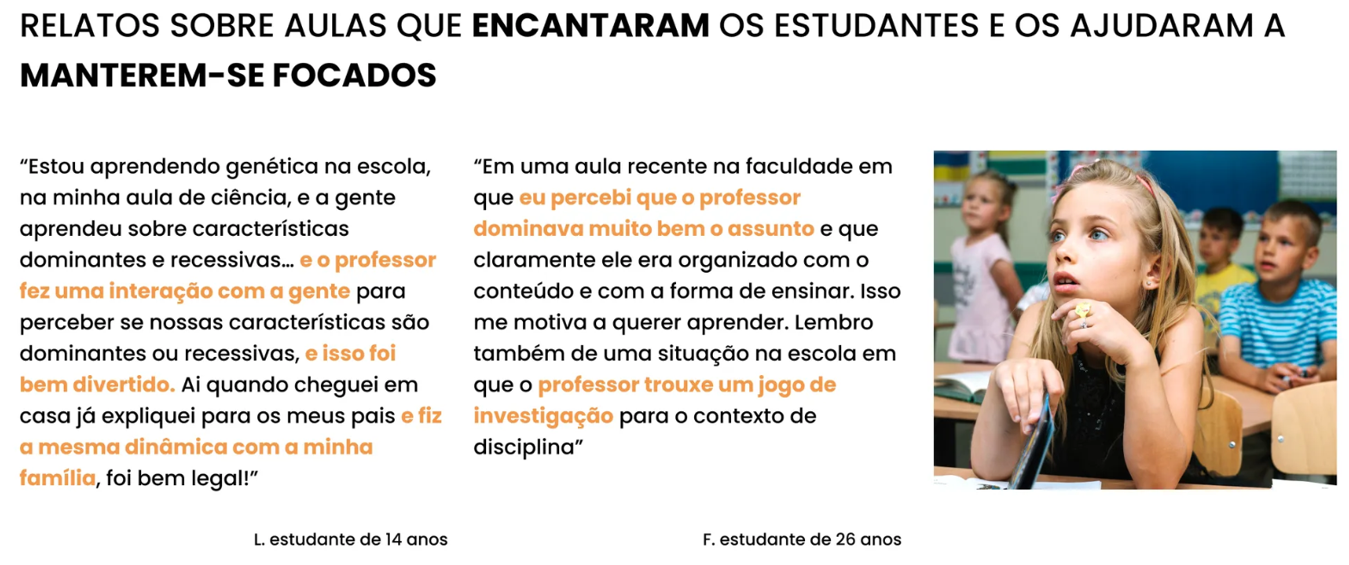 RELATOS SOBRE AULAS QUE ENCANTARAM OS ESTUDANTES E OS AJUDARAM A
MANTEREM-SE FOCADOS
“Estou aprendendo genética na escola,
na minha aula de ciência, e a gente
aprendeu sobre características
dominantes e recessivas... e o professor
fez uma interação com a gente para
perceber se nossas características são
dominantes ou recessivas, e isso foi
bem divertido. Ai quando cheguei em
casa já expliquei para os meus pais e fiz
a mesma dinâmica com a minha
família, foi bem legal!”
L. estudante de 14 anos
“Em uma aula recente na faculdade em
que eu percebi que o professor
dominava muito bem o assunto e que
claramente ele era organizado com o
conteúdo e com a forma de ensinar. Isso
me motiva a querer aprender. Lembro
também de uma situação na escola em
que o professor trouxe um jogo de
investigação para o contexto de
disciplina”
F. estudante de 26 anos